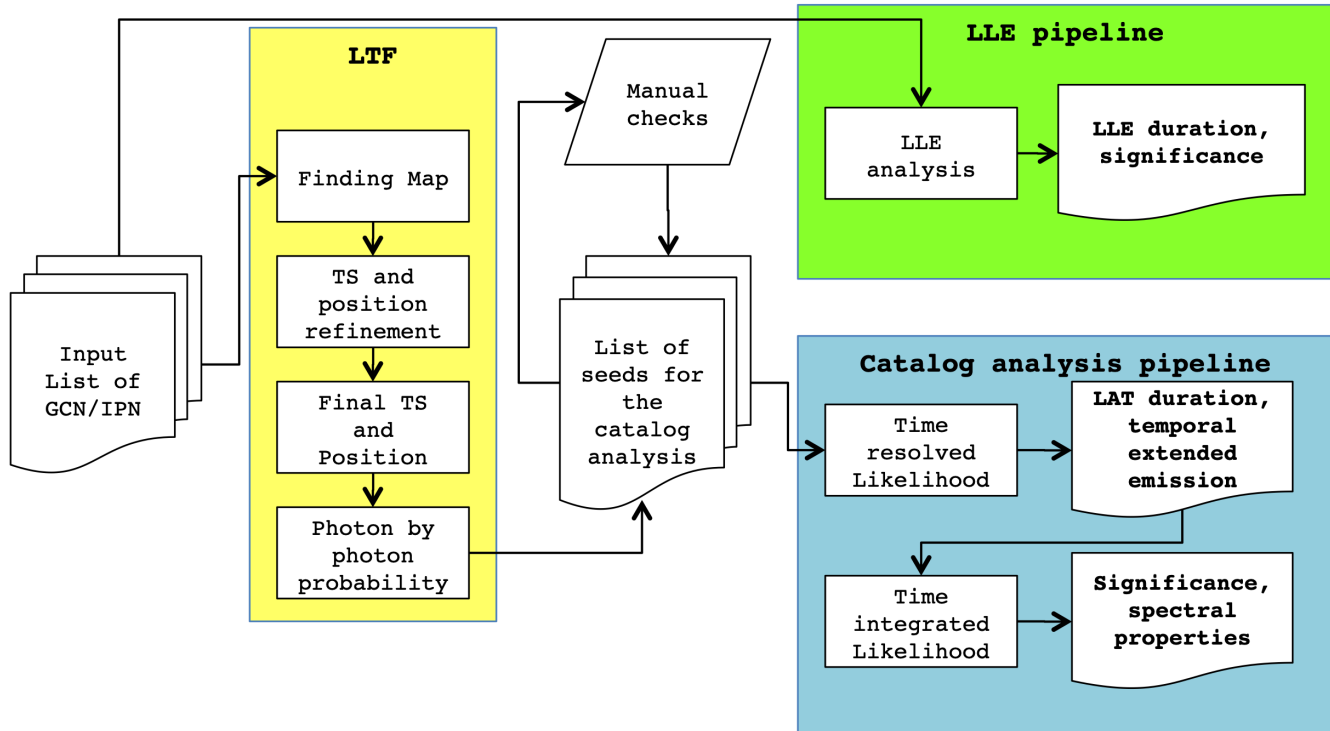 LTF
Finding Map
TS and
position
refinement
Final TS
and
Position
Photon by
photon
probability
Input
List of
GCN/IPN
Manual
checks
List of
seeds for
the
catalog
analysis
LLE pipeline
LLE
analysis
LLE duration,
significance
Catalog analysis pipeline
Time
resolved
Likelihood
LAT duration,
temporal
extended
emission
Time
integrated
Likelihood
Significance,
spectral
properties